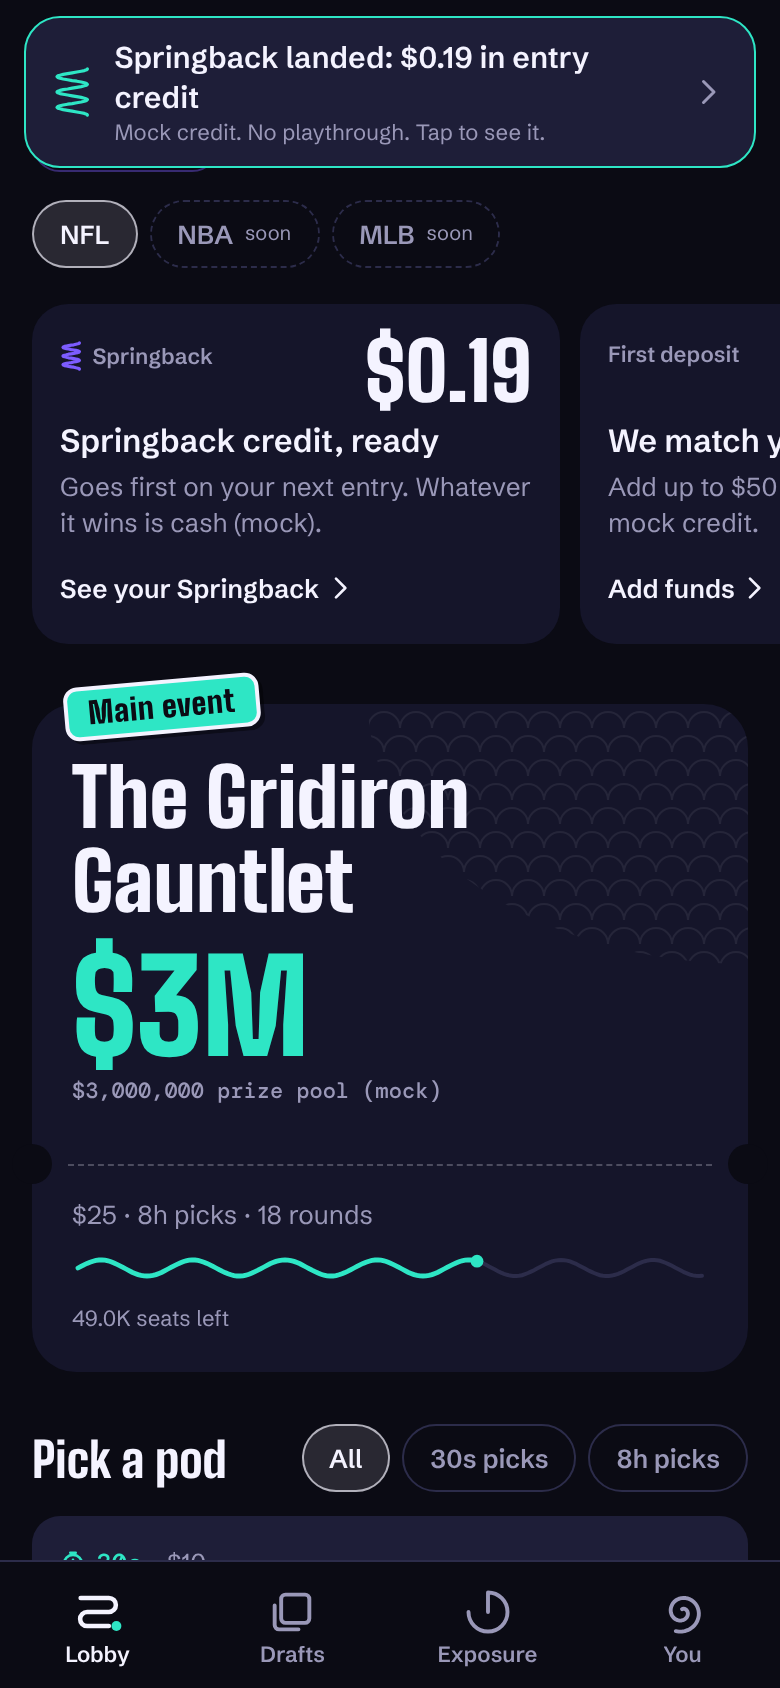 Springback landed: $0.19 in entry
credit
Mock credit. No playthrough. Tap to see it.
NFL
NBA soon
MLB soon
Springback
$0.19
Springback credit, ready
Goes first on your next entry. Whatever
it wins is cash (mock).
See your Springback
First deposit
We match y
Add up to $50
mock credit.
Add funds
Main event
The Gridiron
Gauntlet
$3M
$3,000,000 prize pool (mock)
$25 · 8h picks · 18 rounds
49.0K seats left
Pick a pod
All
30s picks
8h picks
Lobby
Drafts
Exposure
You